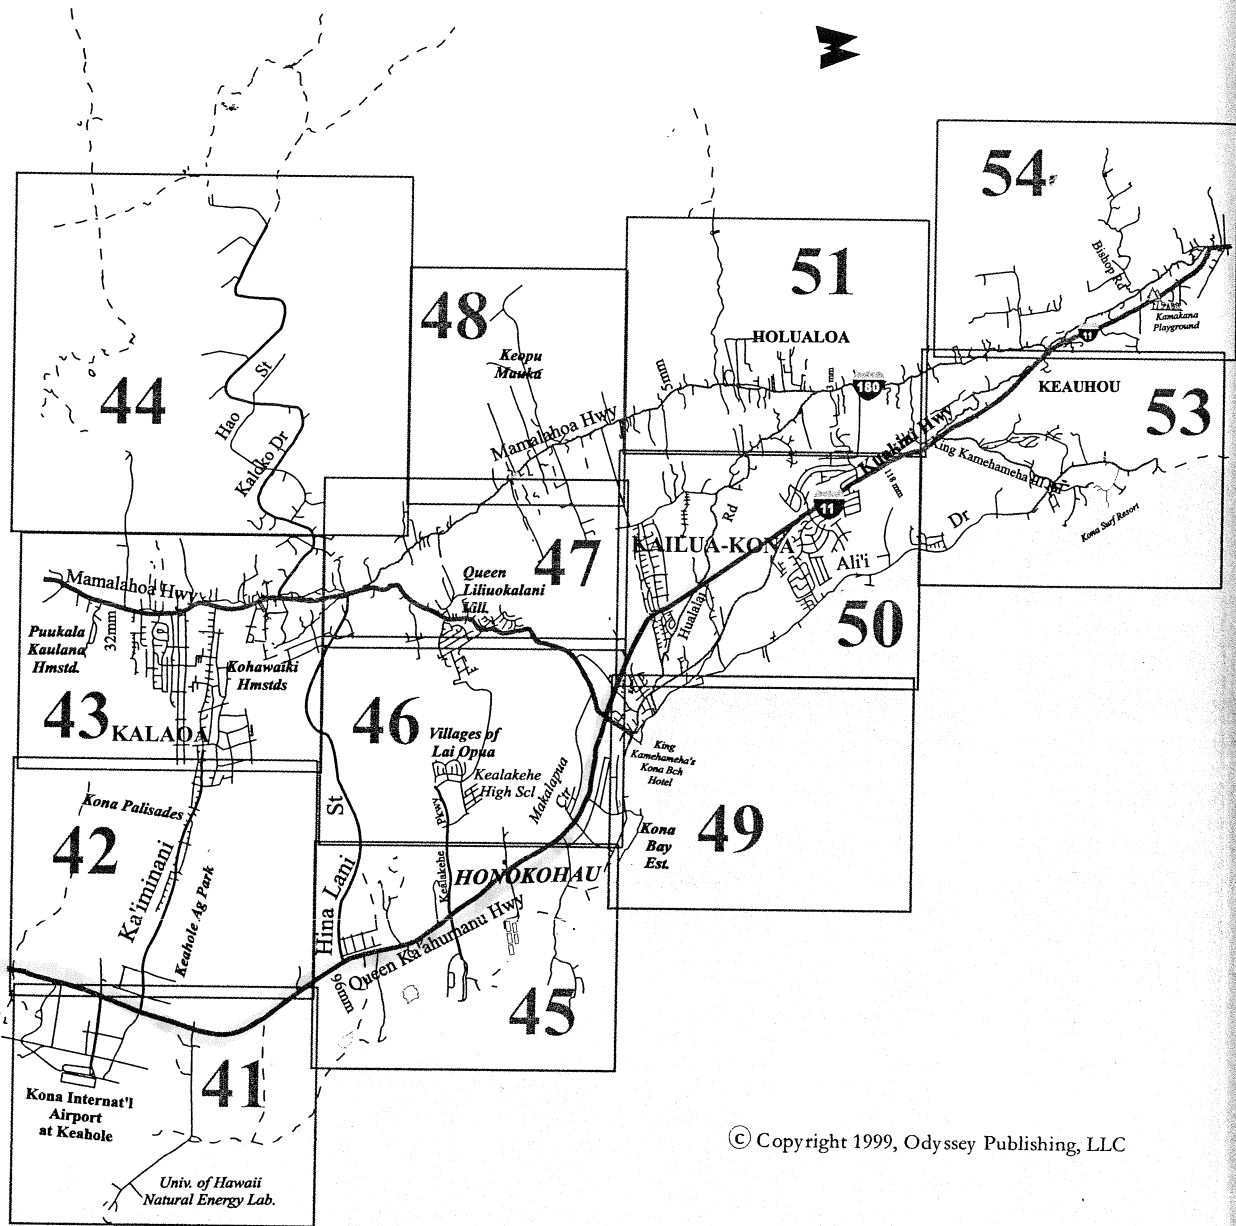 54
Bishop Rd
Kamakana
Playground
11
51
HOLUALOA
48
Keopu
Mauka
5mm
3 mm
180
KEAUHOU
53
44
Hao
St
Kaloko Dr
Mamalahoa Hwy
Kuakini Hwy
King Kamehameha III Rd
118 mm
Kona Surf Resort
11
Rd
Dr
KAILUA-KONA
Ali'i
47
Queen
Liliuokalani
Vill.
Hualalai
50
Mamalahoa Hwy
32mm
Puukala
Kaulana
Hmstd.
Kohawaiki
Hmstds
43
KALAOA
46
Villages of
Lai Opua
Kealakehe
High Scl
Makalapua
Ctr
King
Kamehameha's
Kona Bch
Hotel
Kona Palisades
42
St
Pkwy
49
Kona
Bay
Est.
Ka'iminani
Keahole Ag Park
Hina Lani
Kealakehe
HONOKOHAU
Queen Ka'ahumanu Hwy
96mm
45
41
Kona Internat'l
Airport
at Keahole
Univ. of Hawaii
Natural Energy Lab.
© Copyright 1999, Odyssey Publishing, LLC